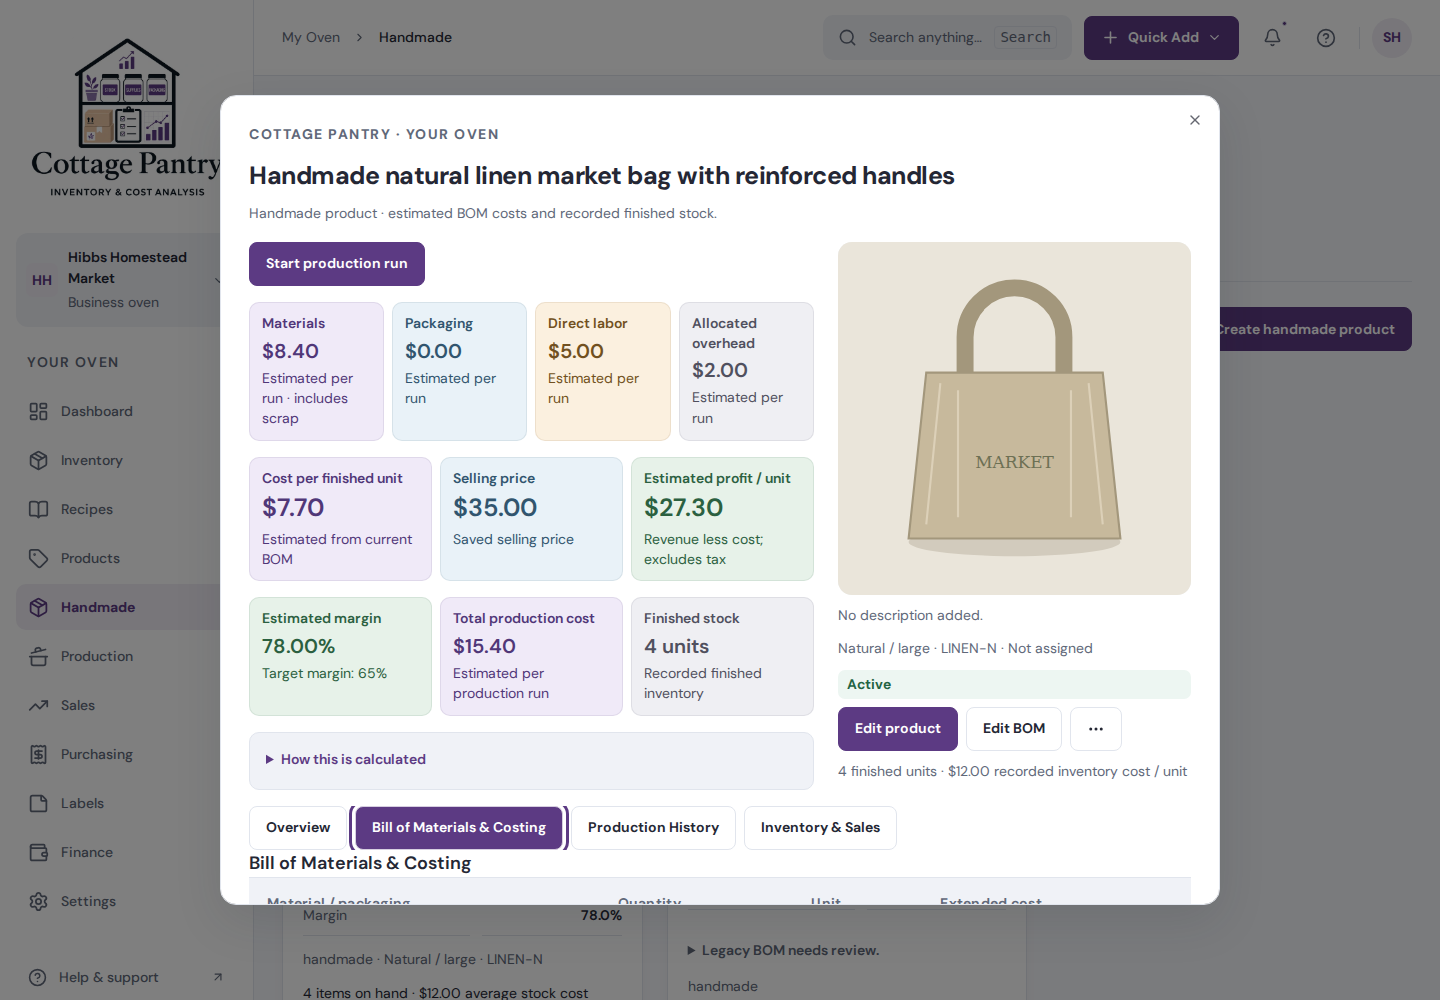 Cottage Pantry
INVENTORY & COST ANALYSIS
My Oven
Handmade
Search anything...
Search
Quick Add
SH
HH
Hibbs Homestead
Market
Business oven
YOUR OVEN
Dashboard
Inventory
Recipes
Products
Handmade
Production
Sales
Purchasing
Labels
Finance
Settings
Help & support
Create handmade product
COTTAGE PANTRY · YOUR OVEN
Handmade natural linen market bag with reinforced handles
Handmade product · estimated BOM costs and recorded finished stock.
Start production run
Materials
$8.40
Estimated per
run · includes
scrap
Packaging
$0.00
Estimated per
run
Direct labor
$5.00
Estimated per
run
Allocated
overhead
$2.00
Estimated per
run
Cost per finished unit
$7.70
Estimated from current
BOM
Selling price
$35.00
Saved selling price
Estimated profit / unit
$27.30
Revenue less cost;
excludes tax
Estimated margin
78.00%
Target margin: 65%
Total production cost
$15.40
Estimated per
production run
Finished stock
4 units
Recorded finished
inventory
How this is calculated
MARKET
No description added.
Natural / large · LINEN-N · Not assigned
Active
Edit product
Edit BOM
4 finished units · $12.00 recorded inventory cost / unit
Overview
Bill of Materials & Costing
Production History
Inventory & Sales
Bill of Materials & Costing
Material / packaging Quantity Unit Extended cost
Margin 78.0%
handmade · Natural / large · LINEN-N
4 items on hand · $12.00 average stock cost
Legacy BOM needs review.
handmade